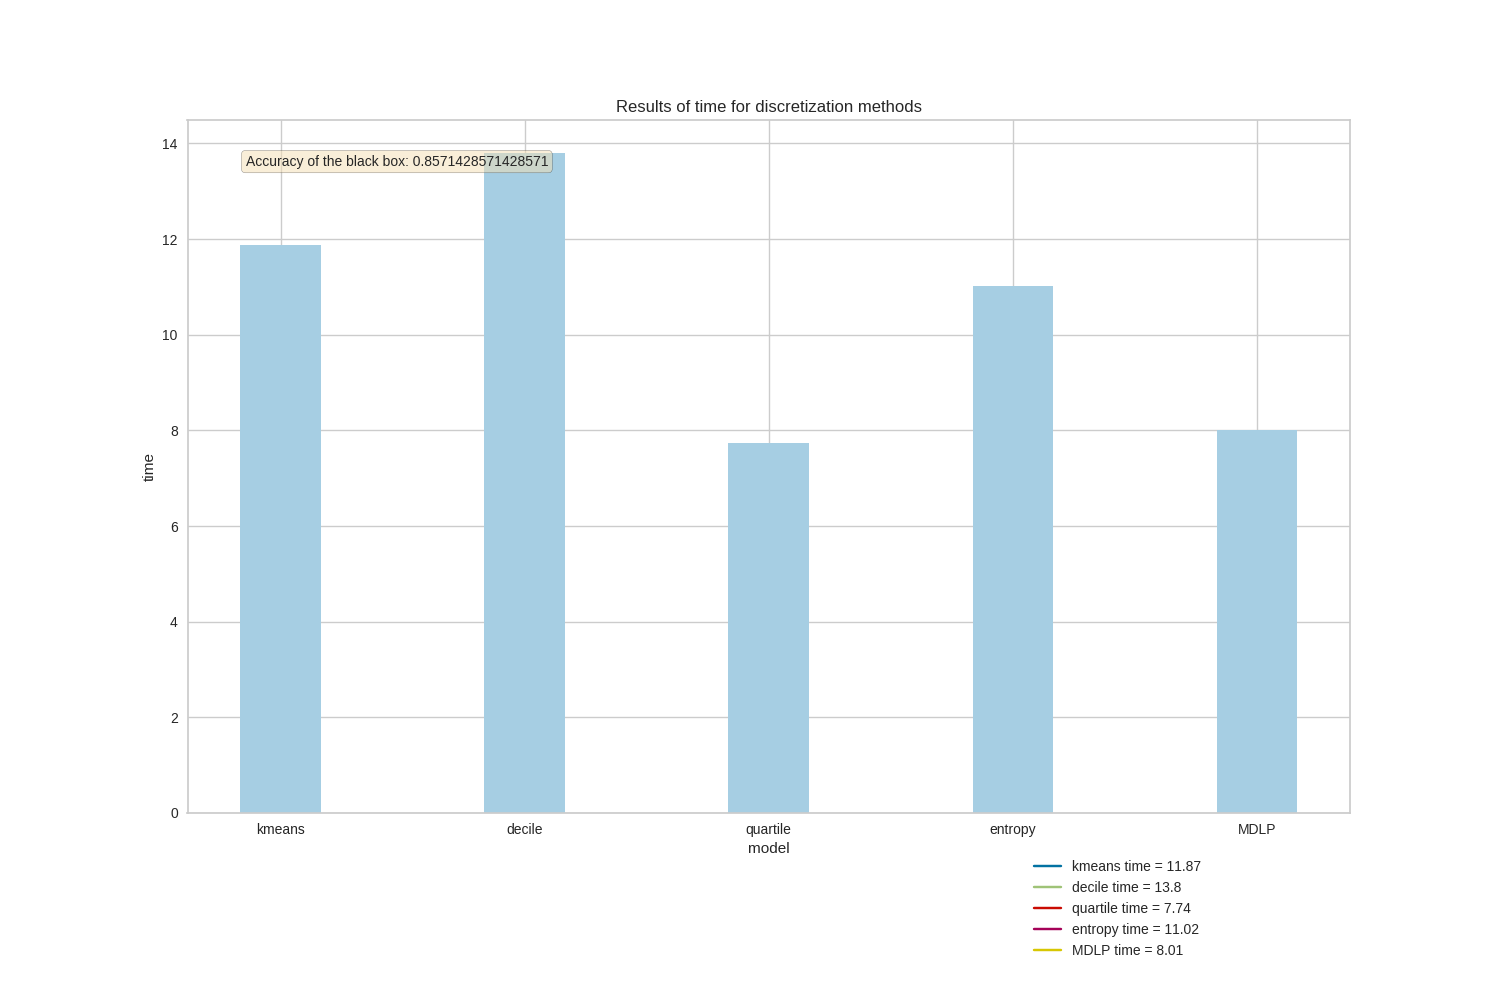 Results of time for discretization methods
14
Accuracy of the black box: 0.8571428571428571
12
10
8
6
4
2
0
time
kmeans decile quartile entropy MDLP
model
kmeans time = 11.87
decile time = 13.8
quartile time = 7.74
entropy time = 11.02
MDLP time = 8.01